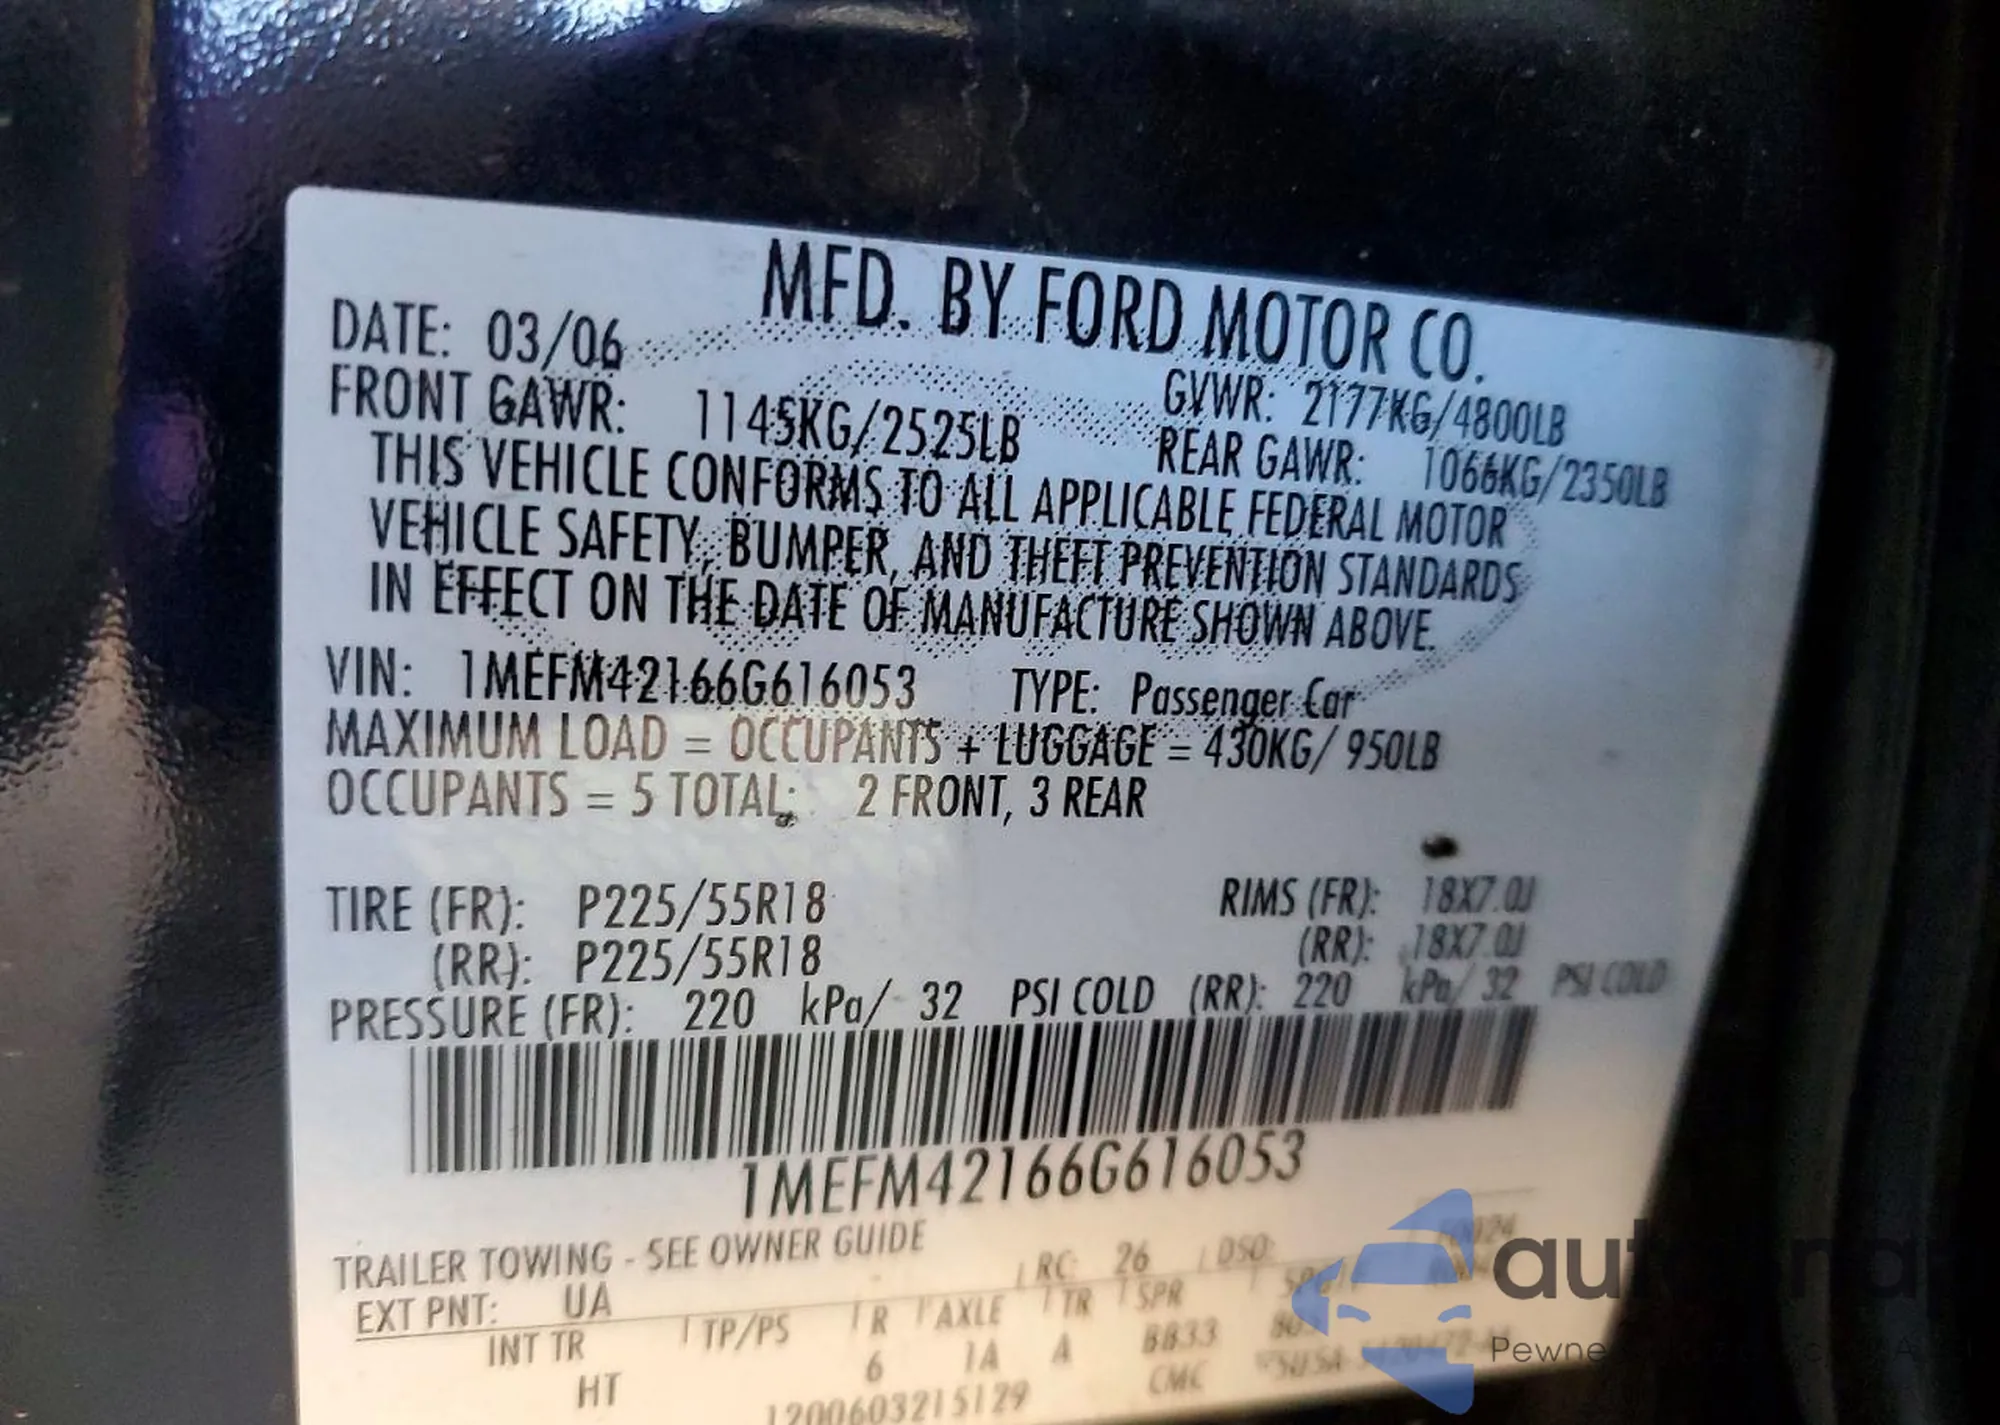 MFD. BY FORD MOTOR CO.
DATE: 03/06 GVWR: 2177KG/4800LB
FRONT GAWR: 1145KG/2525LB REAR GAWR: 1066KG/2350LB
THIS VEHICLE CONFORMS TO ALL APPLICABLE FEDERAL MOTOR
VEHICLE SAFETY, BUMPER, AND THEFT PREVENTION STANDARDS
IN EFFECT ON THE DATE OF MANUFACTURE SHOWN ABOVE.
VIN: 1MEFM42166G616053 TYPE: Passenger Car
MAXIMUM LOAD = OCCUPANTS + LUGGAGE = 430KG/ 950LB
OCCUPANTS = 5 TOTAL: 2 FRONT, 3 REAR
TIRE (FR): P225/55R18 RIMS (FR): 18X7.0J
(RR): P225/55R18 (RR): 18X7.0J
PRESSURE (FR): 220 kPa/ 32 PSI COLD (RR): 220 kPa/ 32 PSI COLD
1MEFM42166G616053
TRAILER TOWING - SEE OWNER GUIDE
EXT PNT: UA RC: 26 DSO:
INT TR TP/PS R AXLE TR SPR
HT 6 1A A BB33
1200603215129 CMC
Pewne